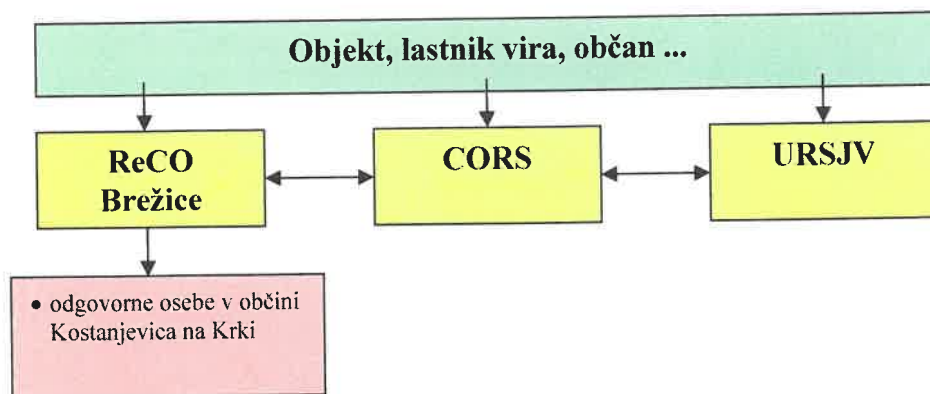 Objekt, lastnik vira, občan ...
ReCO
Brežice
CORS
URSJV
• odgovorne osebe v občini
Kostanjevica na Krki